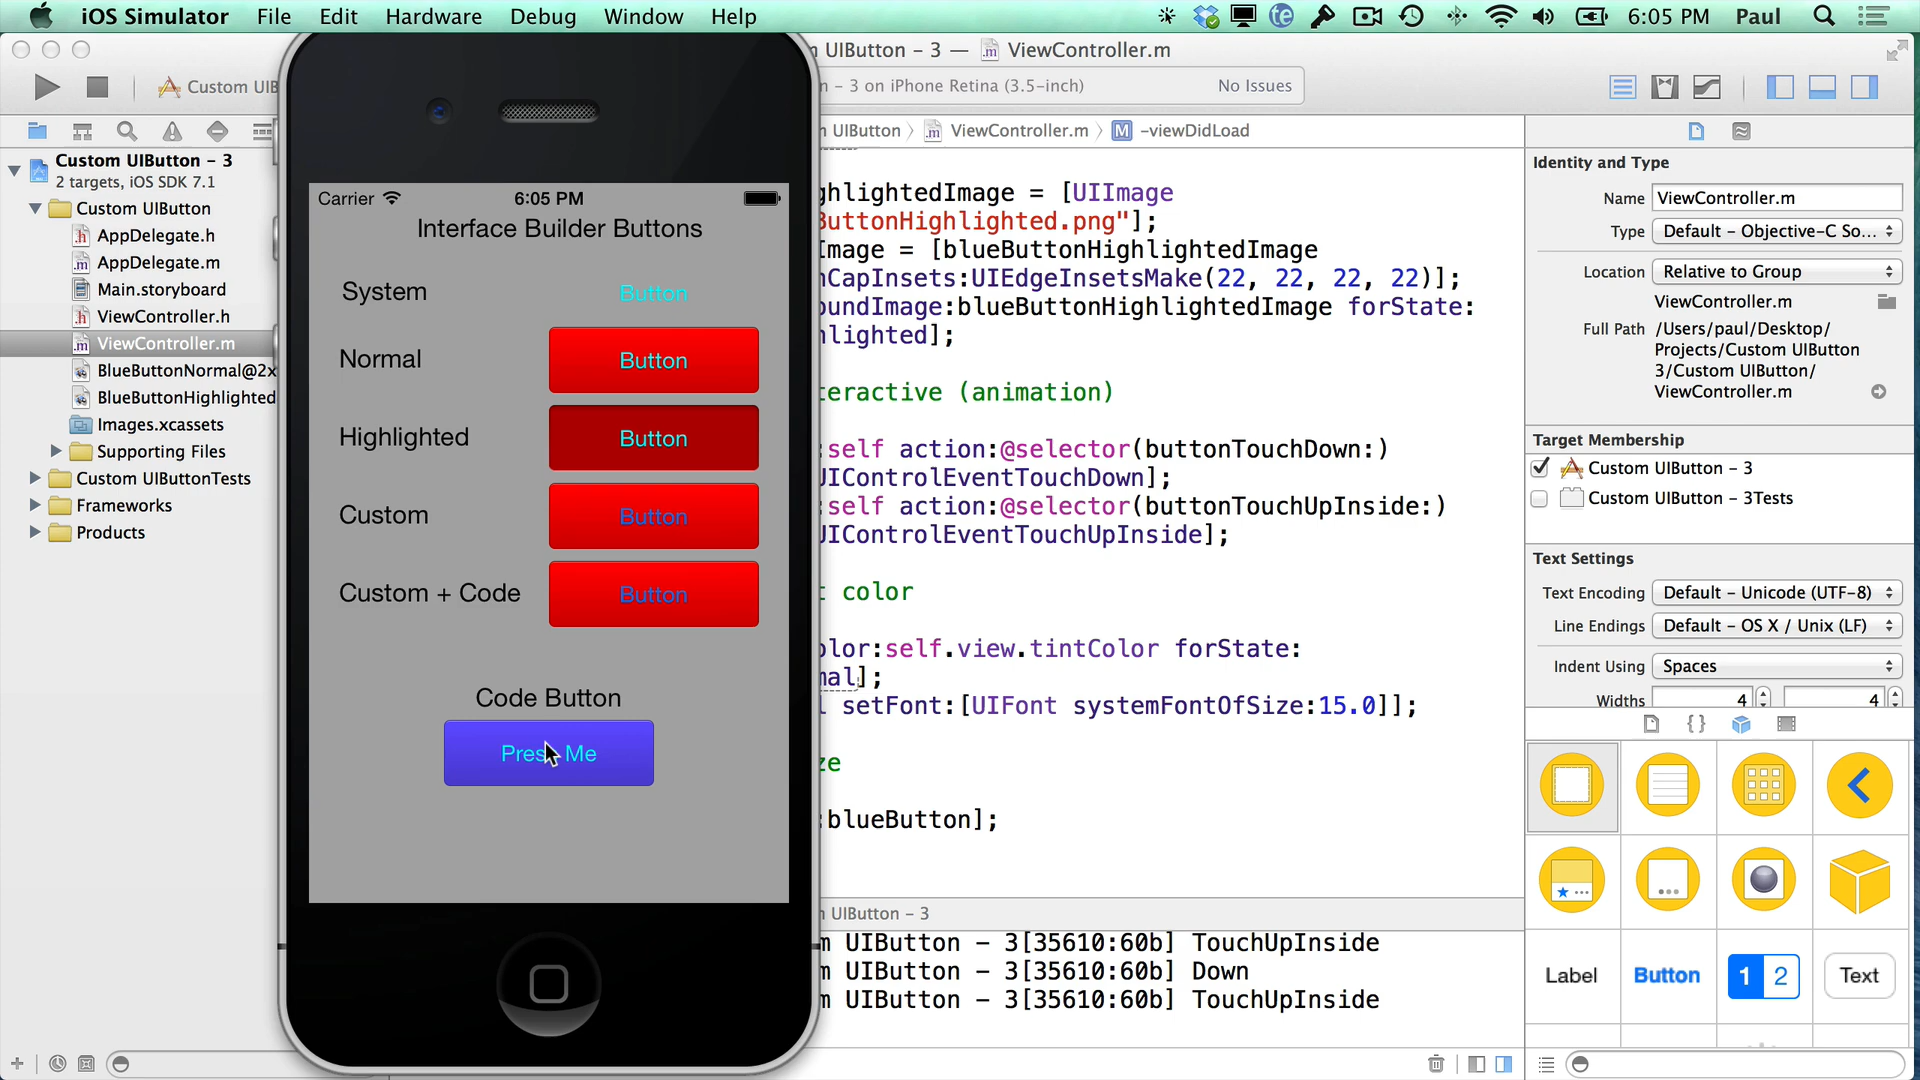 iOS Simulator File Edit Hardware Debug Window Help
te 6:05 PM Paul
UIButton – 3 — ViewController.m
Custom UIB
– 3 on iPhone Retina (3.5-inch) No Issues
UIButton ViewController.m M -viewDidLoad
Custom UIButton – 3
2 targets, iOS SDK 7.1
Custom UIButton
AppDelegate.h
AppDelegate.m
Main.storyboard
ViewController.h
ViewController.m
BlueButtonNormal@2x
BlueButtonHighlighted
Images.xcassets
Supporting Files
Custom UIButtonTests
Frameworks
Products
Carrier 6:05 PM
Interface Builder Buttons
System Button
Normal Button
Highlighted Button
Custom Button
Custom + Code Button
Code Button
Press Me
ghlightedImage = [UIImage
ButtonHighlighted.png"];
Image = [blueButtonHighlightedImage
hCapInsets:UIEdgeInsetsMake(22, 22, 22, 22)];
oundImage:blueButtonHighlightedImage forState:
hlighted];
teractive (animation)
:self action:@selector(buttonTouchDown:)
UIControlEventTouchDown];
:self action:@selector(buttonTouchUpInside:)
UIControlEventTouchUpInside];
t color
olor:self.view.tintColor forState:
mal];
l setFont:[UIFont systemFontOfSize:15.0]];
ze
:blueButton];
m UIButton – 3
m UIButton – 3[35610:60b] TouchUpInside
m UIButton – 3[35610:60b] Down
m UIButton – 3[35610:60b] TouchUpInside
Identity and Type
Name ViewController.m
Type Default – Objective-C So...
Location Relative to Group
ViewController.m
Full Path /Users/paul/Desktop/
Projects/Custom UIButton
3/Custom UIButton/
ViewController.m
Target Membership
Custom UIButton – 3
Custom UIButton – 3Tests
Text Settings
Text Encoding Default – Unicode (UTF-8)
Line Endings Default – OS X / Unix (LF)
Indent Using Spaces
Widths 4 4
{ }
Label Button 1 2 Text